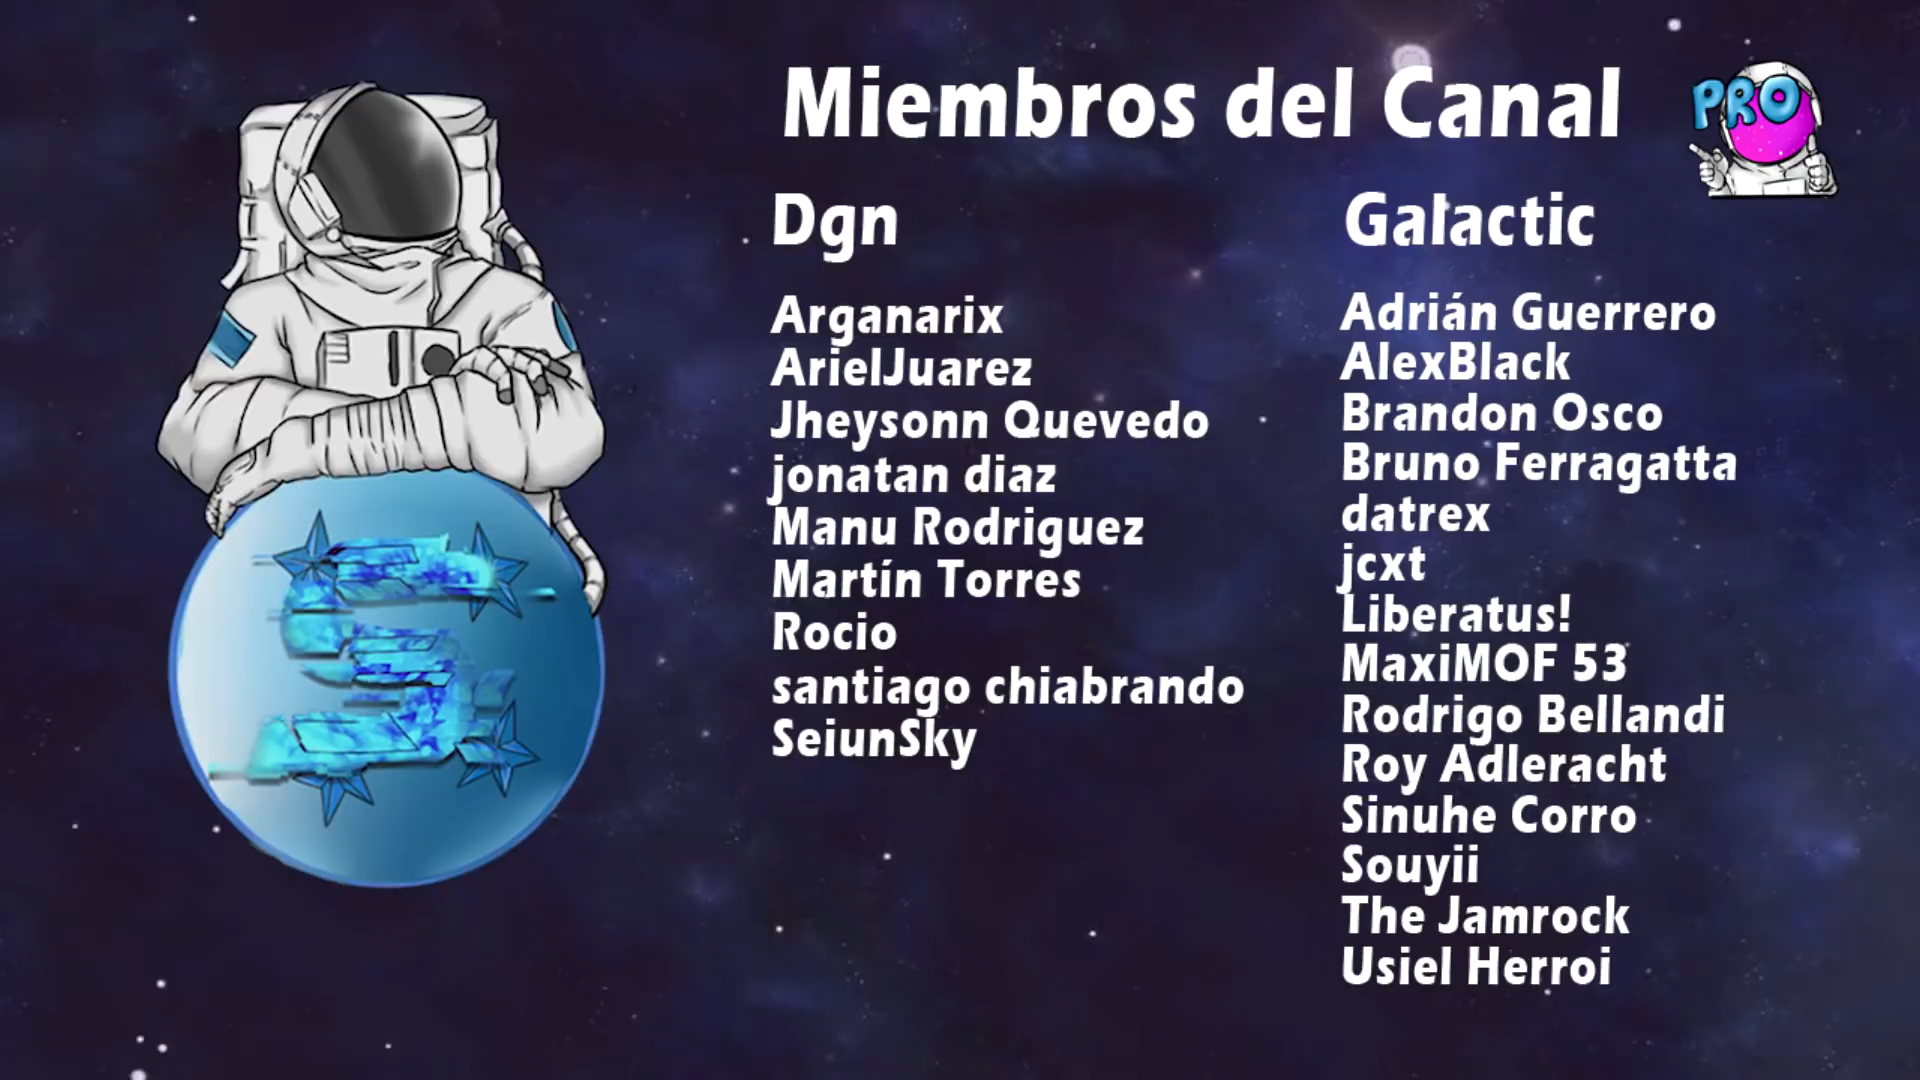 Miembros del Canal
PRO
Dgn
Arganarix
ArielJuarez
Jheysonn Quevedo
jonatan diaz
Manu Rodriguez
Martín Torres
Rocio
santiago chiabrando
SeiunSky
Galactic
Adrián Guerrero
AlexBlack
Brandon Osco
Bruno Ferragatta
datrex
jcxt
Liberatus!
MaxiMOF 53
Rodrigo Bellandi
Roy Adleracht
Sinuhe Corro
Souyii
The Jamrock
Usiel Herroi
S